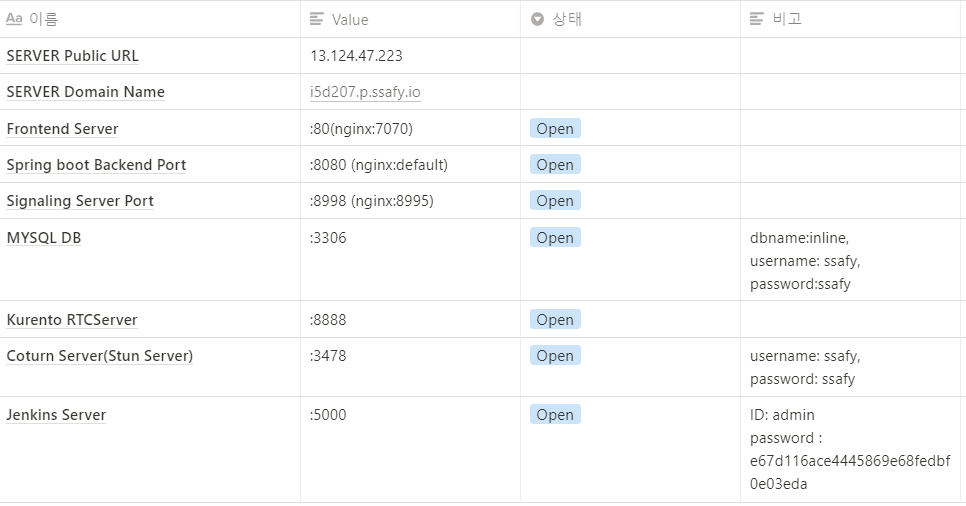 Aa 이름 Value 상태 비고
SERVER Public URL 13.124.47.223
SERVER Domain Name i5d207.p.ssafy.io
Frontend Server :80(nginx:7070) Open
Spring boot Backend Port :8080 (nginx:default) Open
Signaling Server Port :8998 (nginx:8995) Open
MYSQL DB :3306 Open dbname:inline,
username: ssafy,
password:ssafy
Kurento RTCServer :8888 Open
Coturn Server(Stun Server) :3478 Open username: ssafy,
password: ssafy
Jenkins Server :5000 Open ID: admin
password :
e67d116ace4445869e68fedbf
0e03eda